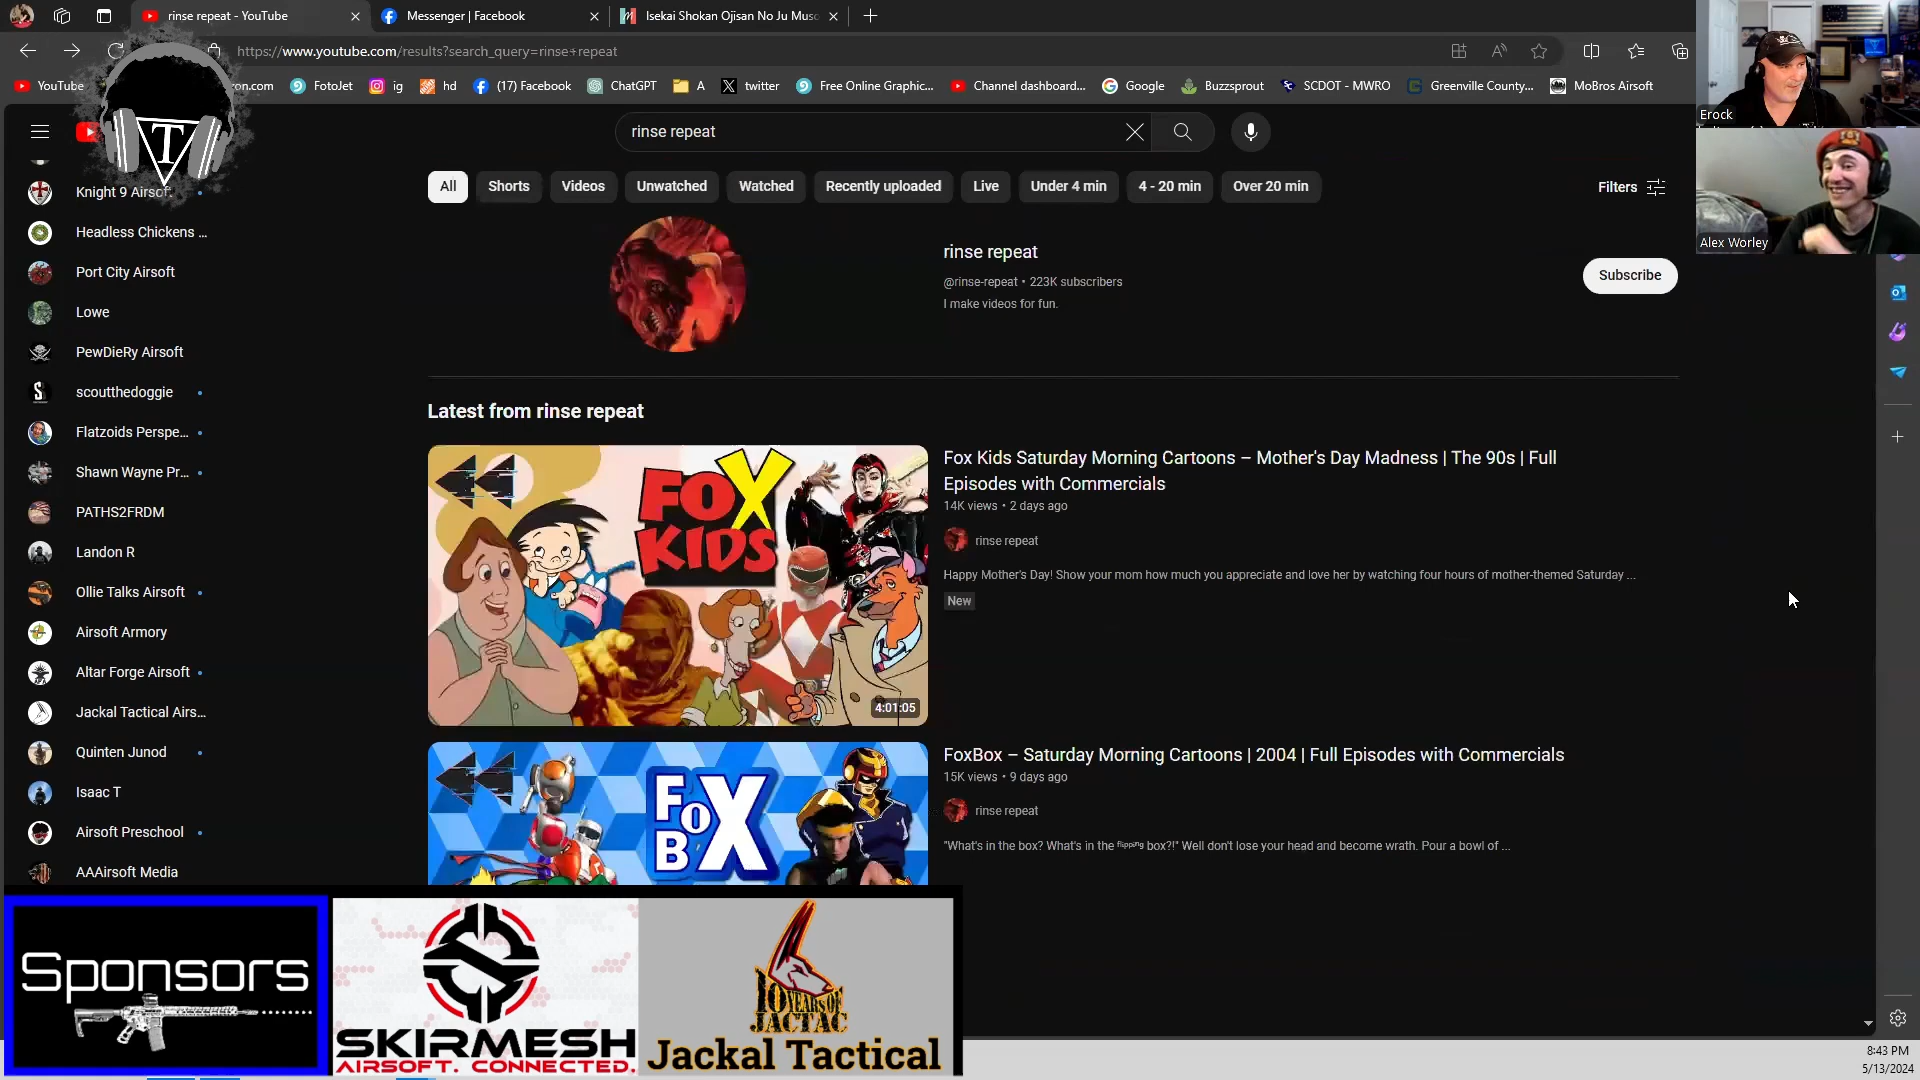 rinse repeat - YouTube
Messenger | Facebook
Isekai Shokan Ojisan No Ju Musc
https://www.youtube.com/results?search_query=rinse+repeat
YouTube
on.com
FotoJet
ig
hd
(17) Facebook
ChatGPT
A
twitter
Free Online Graphic...
Channel dashboard...
Google
Buzzsprout
SCDOT - MWRO
Greenville County...
MoBros Airsoft
Erock
Alex Worley
T
rinse repeat
All
Shorts
Videos
Unwatched
Watched
Recently uploaded
Live
Under 4 min
4 - 20 min
Over 20 min
Filters
Knight 9 Airsoft
Headless Chickens ...
Port City Airsoft
Lowe
PewDieRy Airsoft
scoutthedoggie
Flatzoids Perspe...
Shawn Wayne Pr...
PATHS2FRDM
Landon R
Ollie Talks Airsoft
Airsoft Armory
Altar Forge Airsoft
Jackal Tactical Airs...
Quinten Junod
Isaac T
Airsoft Preschool
AAAirsoft Media
rinse repeat
@rinse-repeat • 223K subscribers
I make videos for fun.
Subscribe
Latest from rinse repeat
FOX
KIDS
4:01:05
Fox Kids Saturday Morning Cartoons – Mother's Day Madness | The 90s | Full
Episodes with Commercials
14K views • 2 days ago
rinse repeat
Happy Mother's Day! Show your mom how much you appreciate and love her by watching four hours of mother-themed Saturday ...
New
FOX
BX
FoxBox – Saturday Morning Cartoons | 2004 | Full Episodes with Commercials
15K views • 9 days ago
rinse repeat
"What's in the box? What's in the flipping box?!" Well don't lose your head and become wrath. Pour a bowl of ...
Sponsors
SKIRMESH
AIRSOFT. CONNECTED.
10 YEARS OF
JACTAC
Jackal Tactical
8:43 PM
5/13/2024